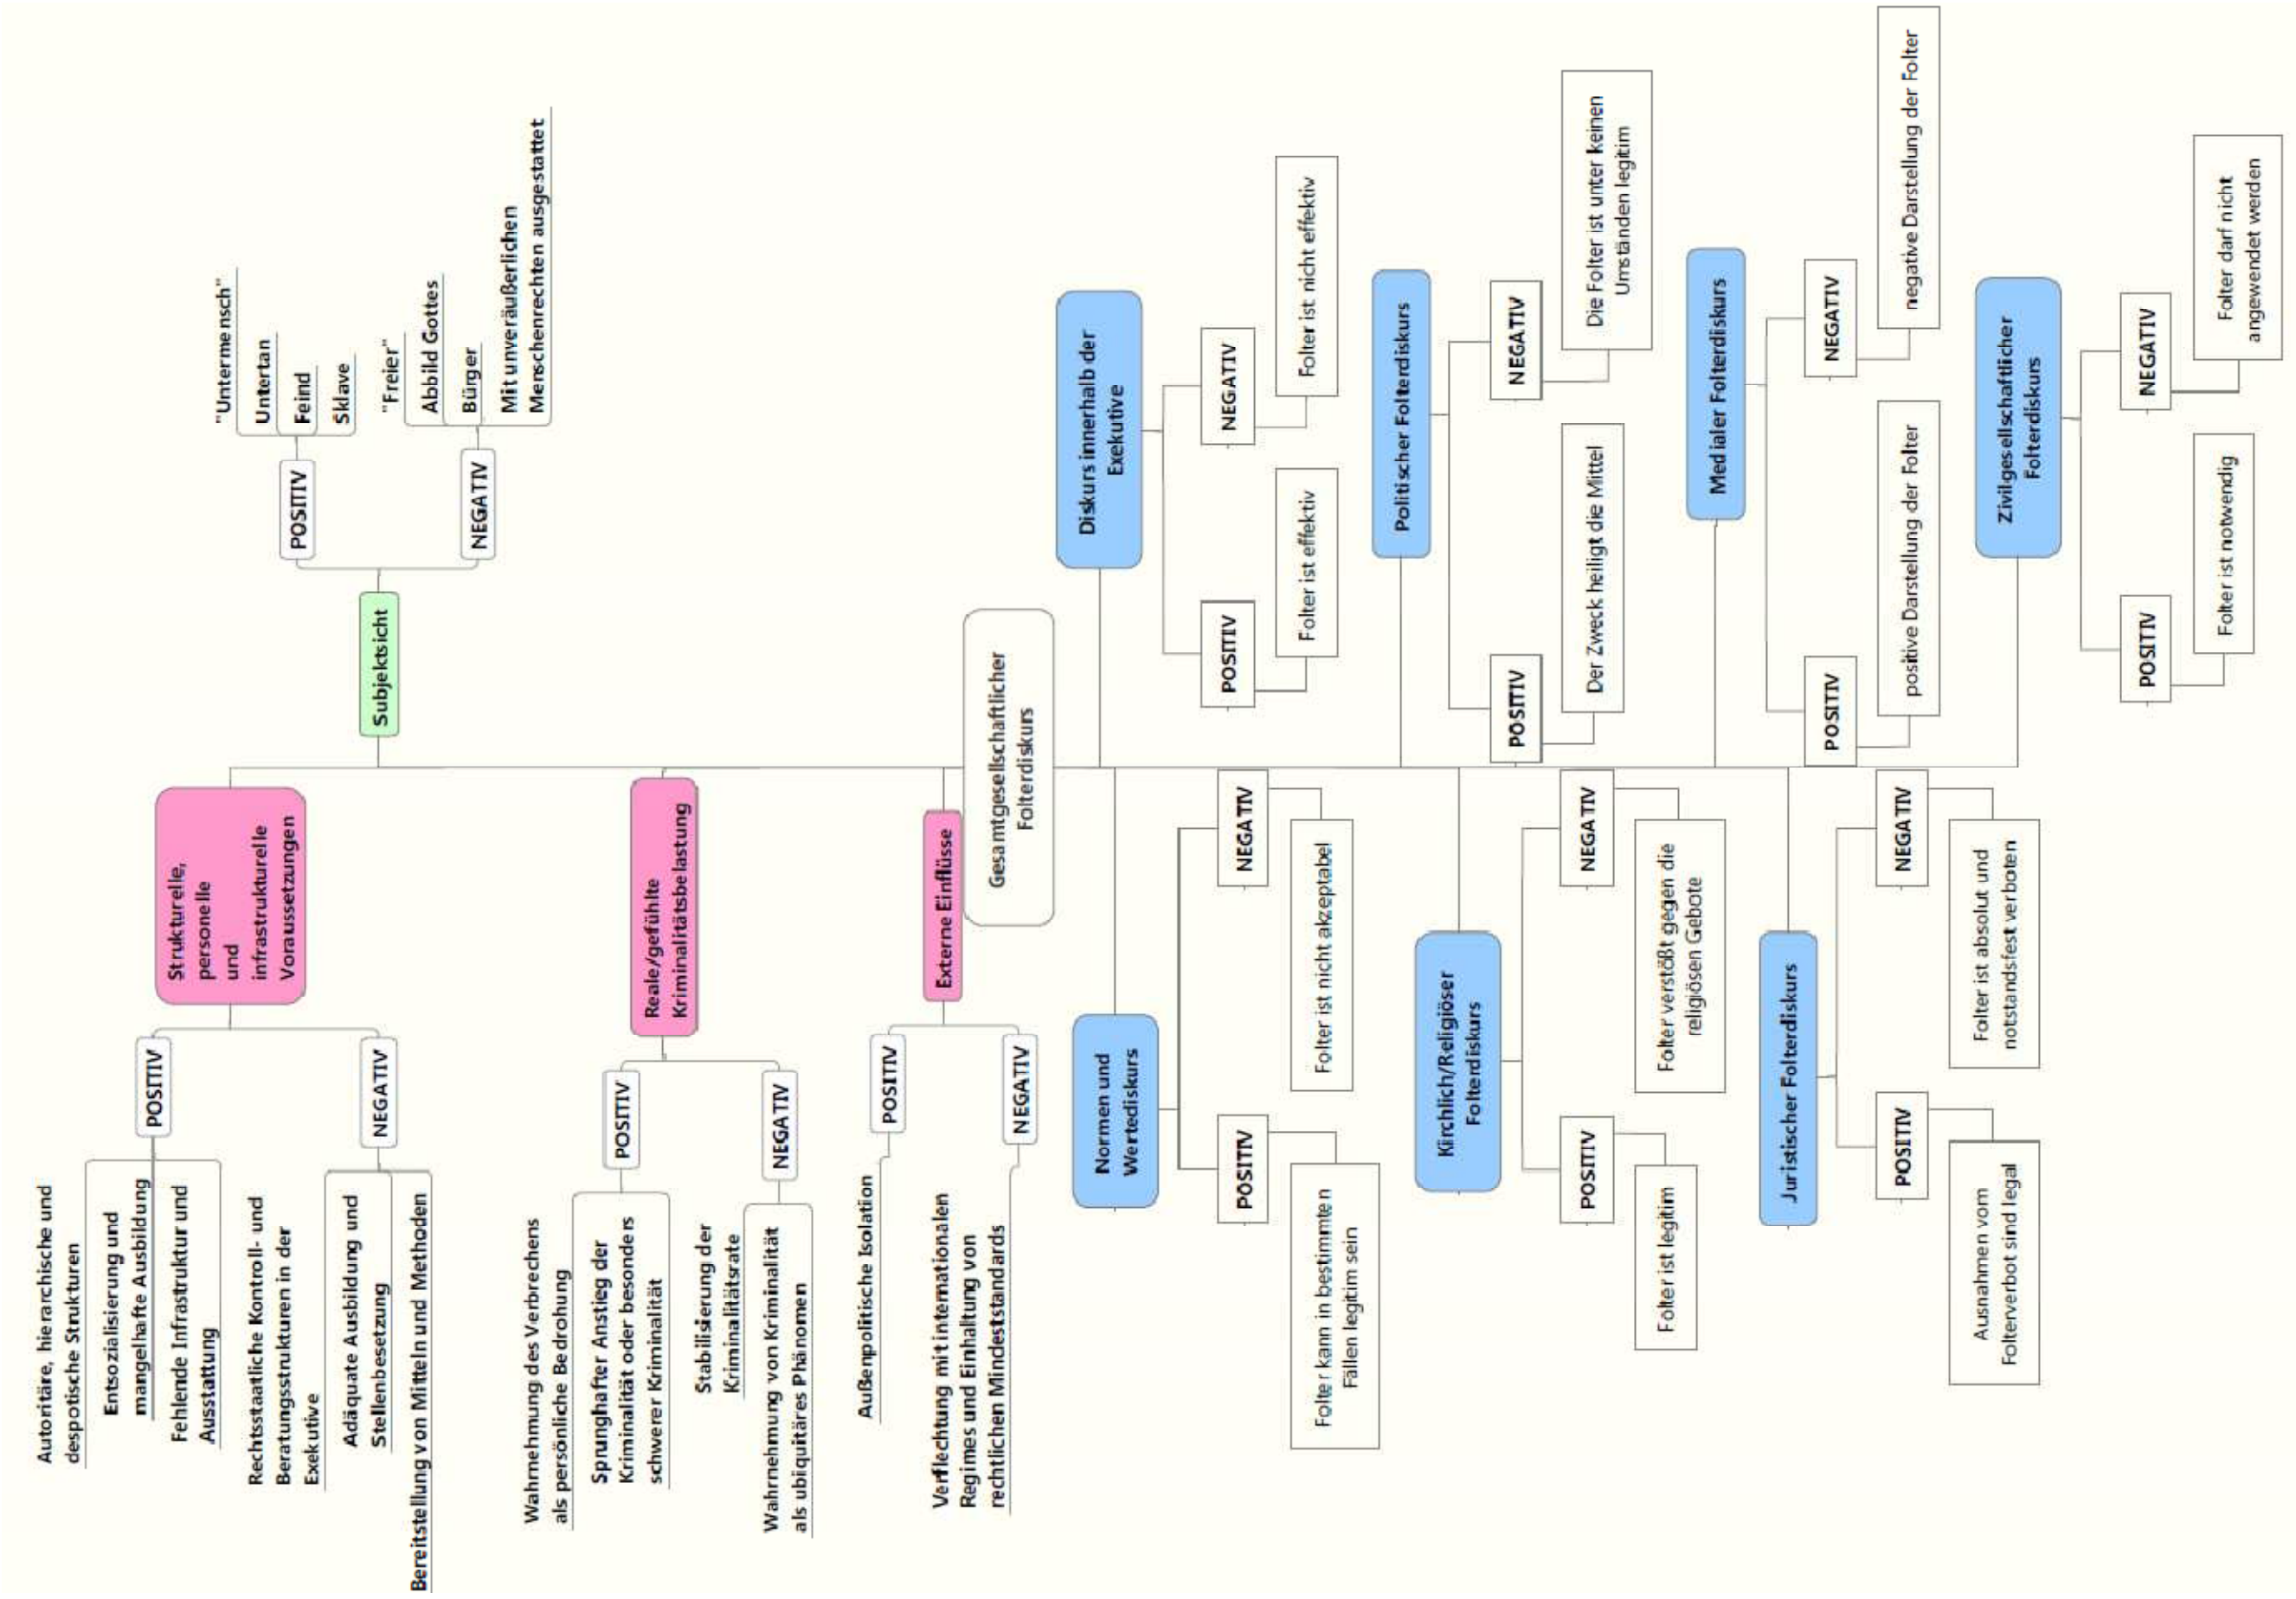 Autoritäre, hierarchische und
despotische Strukturen
Entsozialisierung und
mangelhafte Ausbildung
Fehlende Infrastruktur und
Ausstattung
POSITIV
Rechtsstaatliche Kontroll- und
Beratungsstrukturen in der
Exekutive
Adäquate Ausbildung und
Stellenbesetzung
Bereitstellung von Mitteln und Methoden
NEGATIV
Strukturelle,
personelle
und
infrastrukturelle
Voraussetzungen
Subjektsicht
POSITIV
"Untermensch"
Untertan
Feind
Sklave
NEGATIV
"Freier"
Abbild Gottes
Bürger
Mit unveräußerlichen
Menschenrechten ausgestattet
Wahrnehmung des Verbrechens
als persönliche Bedrohung
Sprunghafter Anstieg der
Kriminalität oder besonders
schwerer Kriminalität
POSITIV
Stabilisierung der
Kriminalitätsrate
Wahrnehmung von Kriminalität
als ubiquitäres Phänomen
NEGATIV
Reale/gefühlte
Kriminalitätsbelastung
Außenpolitische Isolation
POSITIV
Verflechtung mit internationalen
Regimes und Einhaltung von
rechtlichen Mindeststandards
NEGATIV
Externe Einflüsse
Gesamtgesellschaftlicher
Folterdiskurs
Normen und
Wertediskurs
POSITIV
NEGATIV
Folter kann in bestimmten
Fällen legitim sein
Folter ist nicht akzeptabel
Diskurs innerhalb der
Exekutive
POSITIV
NEGATIV
Folter ist effektiv
Folter ist nicht effektiv
Kirchlich/Religiöser
Folterdiskurs
POSITIV
NEGATIV
Folter ist legitim
Folter verstößt gegen die
religiösen Gebote
Politischer Folterdiskurs
POSITIV
NEGATIV
Der Zweck heiligt die Mittel
Die Folter ist unter keinen
Umständen legitim
Juristischer Folterdiskurs
POSITIV
NEGATIV
Ausnahmen vom
Folterverbot sind legal
Folter ist absolut und
notstandsfest verboten
Medialer Folterdiskurs
POSITIV
NEGATIV
positive Darstellung der Folter
negative Darstellung der Folter
Zivilgesellschaftlicher
Folterdiskurs
POSITIV
NEGATIV
Folter ist notwendig
Folter darf nicht
angewendet werden